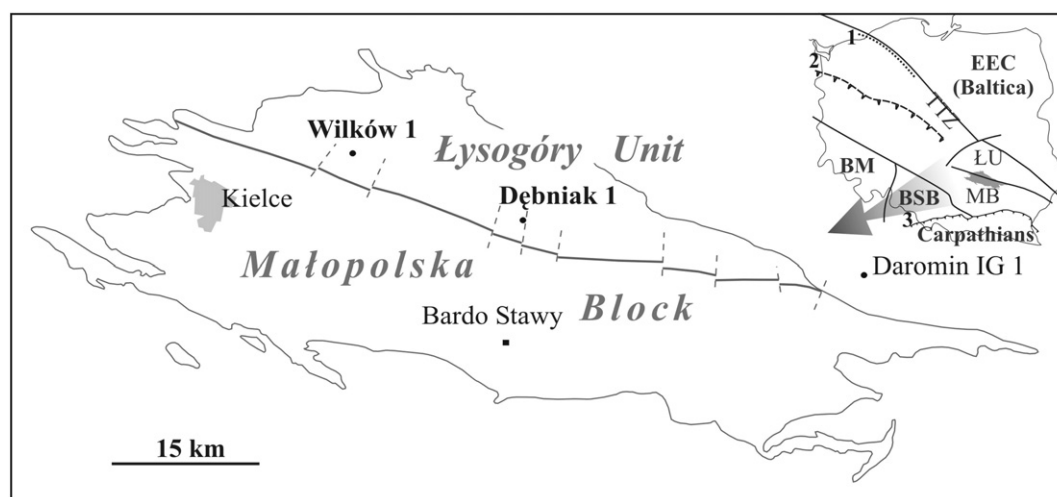 Wilków 1
Łysogóry Unit
Kielce
Dębniak 1
Małopolska
Block
Bardo Stawy
Daromin IG 1
15 km
1
2
EEC
(Baltica)
TTZ
ŁU
BM
MB
BSB
3
Carpathians